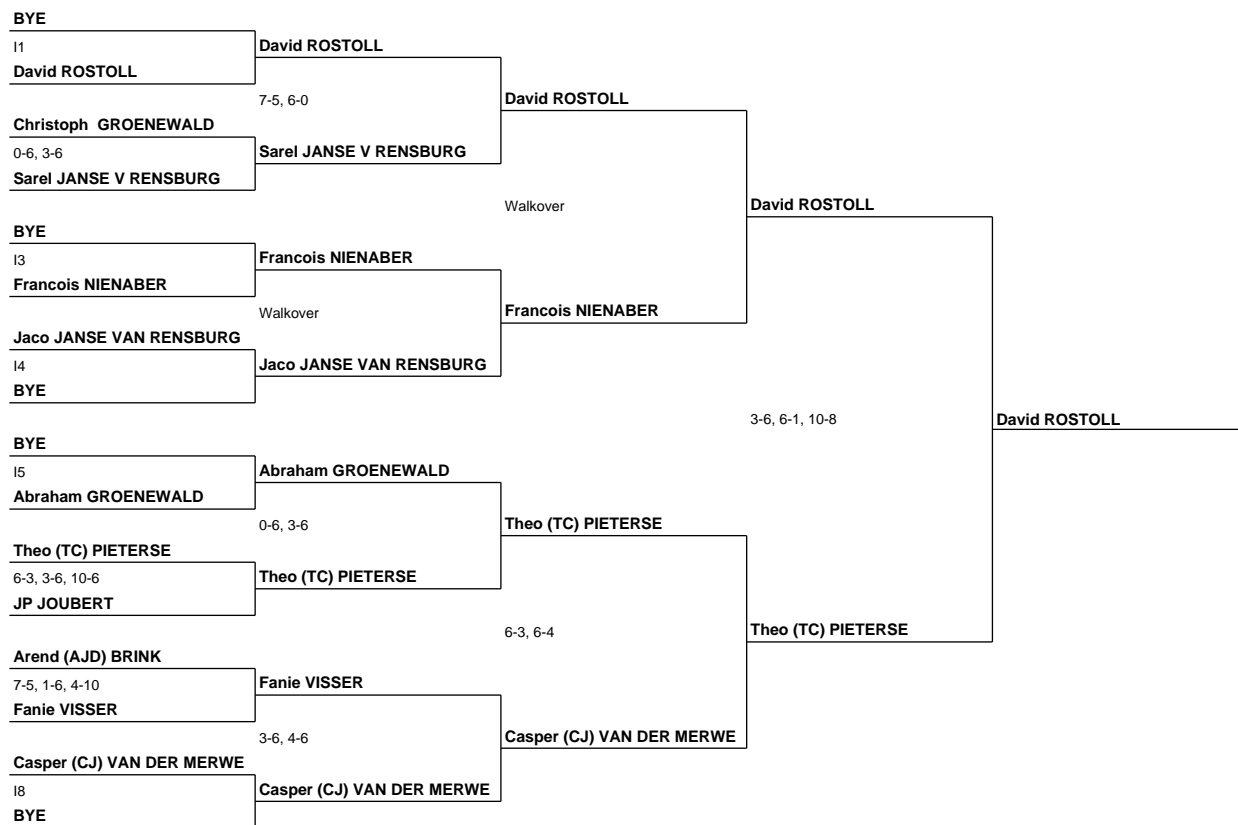 BYE
I1
David ROSTOLL
David ROSTOLL
7-5, 6-0
David ROSTOLL
Christoph  GROENEWALD
0-6, 3-6
Sarel JANSE V RENSBURG
Sarel JANSE V RENSBURG
Walkover
David ROSTOLL
BYE
I3
Francois NIENABER
Francois NIENABER
Walkover
Francois NIENABER
Jaco JANSE VAN RENSBURG
I4
BYE
Jaco JANSE VAN RENSBURG
3-6, 6-1, 10-8
David ROSTOLL
BYE
I5
Abraham GROENEWALD
Abraham GROENEWALD
0-6, 3-6
Theo (TC) PIETERSE
Theo (TC) PIETERSE
6-3, 3-6, 10-6
JP JOUBERT
Theo (TC) PIETERSE
6-3, 6-4
Theo (TC) PIETERSE
Arend (AJD) BRINK
7-5, 1-6, 4-10
Fanie VISSER
Fanie VISSER
3-6, 4-6
Casper (CJ) VAN DER MERWE
Casper (CJ) VAN DER MERWE
I8
BYE
Casper (CJ) VAN DER MERWE